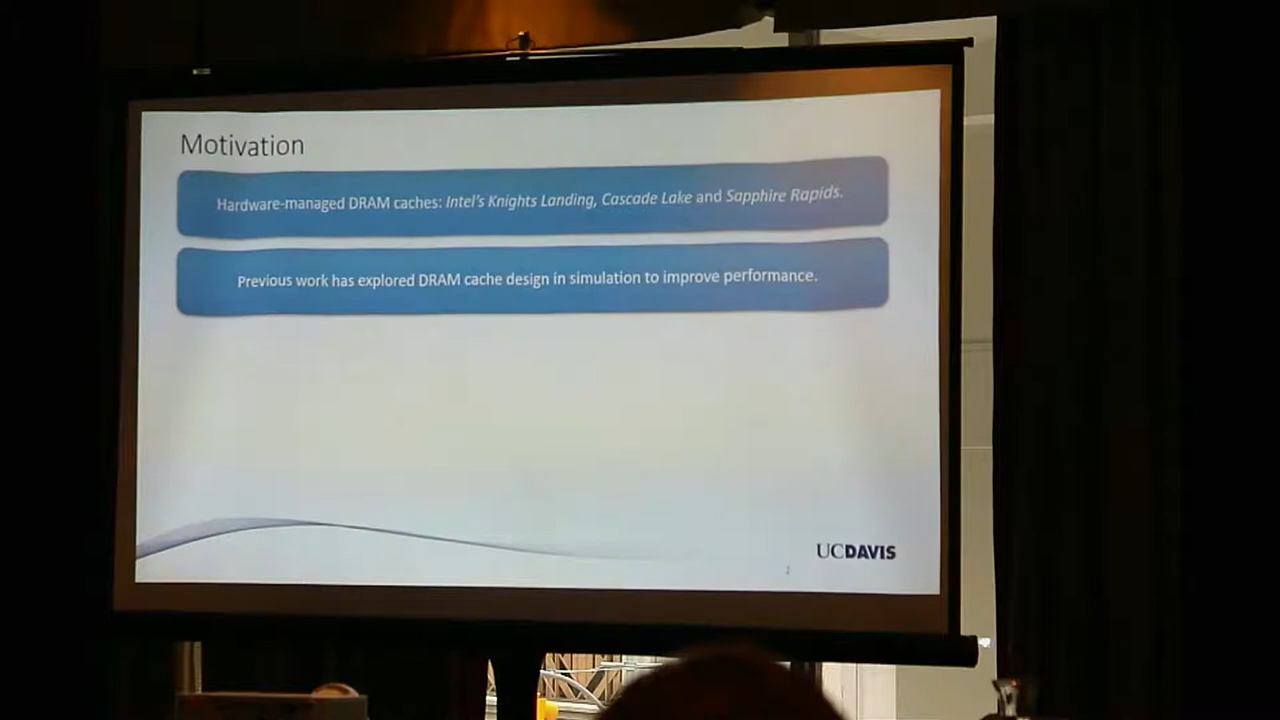 Motivation
Hardware-managed DRAM caches: Intel's Knights Landing, Cascade Lake and Sapphire Rapids.
Previous work has explored DRAM cache design in simulation to improve performance.
UCDAVIS
2